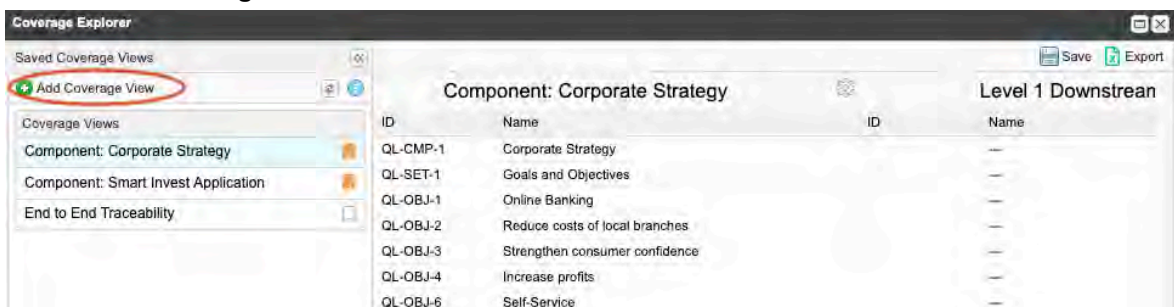 Coverage Explorer
Saved Coverage Views
Save Export
Add Coverage View
Component: Corporate Strategy Level 1 Downstrean
Coverage Views
ID Name ID Name
Component: Corporate Strategy
QL-CMP-1 Corporate Strategy —
Component: Smart Invest Application
QL-SET-1 Goals and Objectives —
End to End Traceability
QL-OBJ-1 Online Banking —
QL-OBJ-2 Reduce costs of local branches —
QL-OBJ-3 Strengthen consumer confidence —
QL-OBJ-4 Increase profits —
QL-OBJ-6 Self-Service —